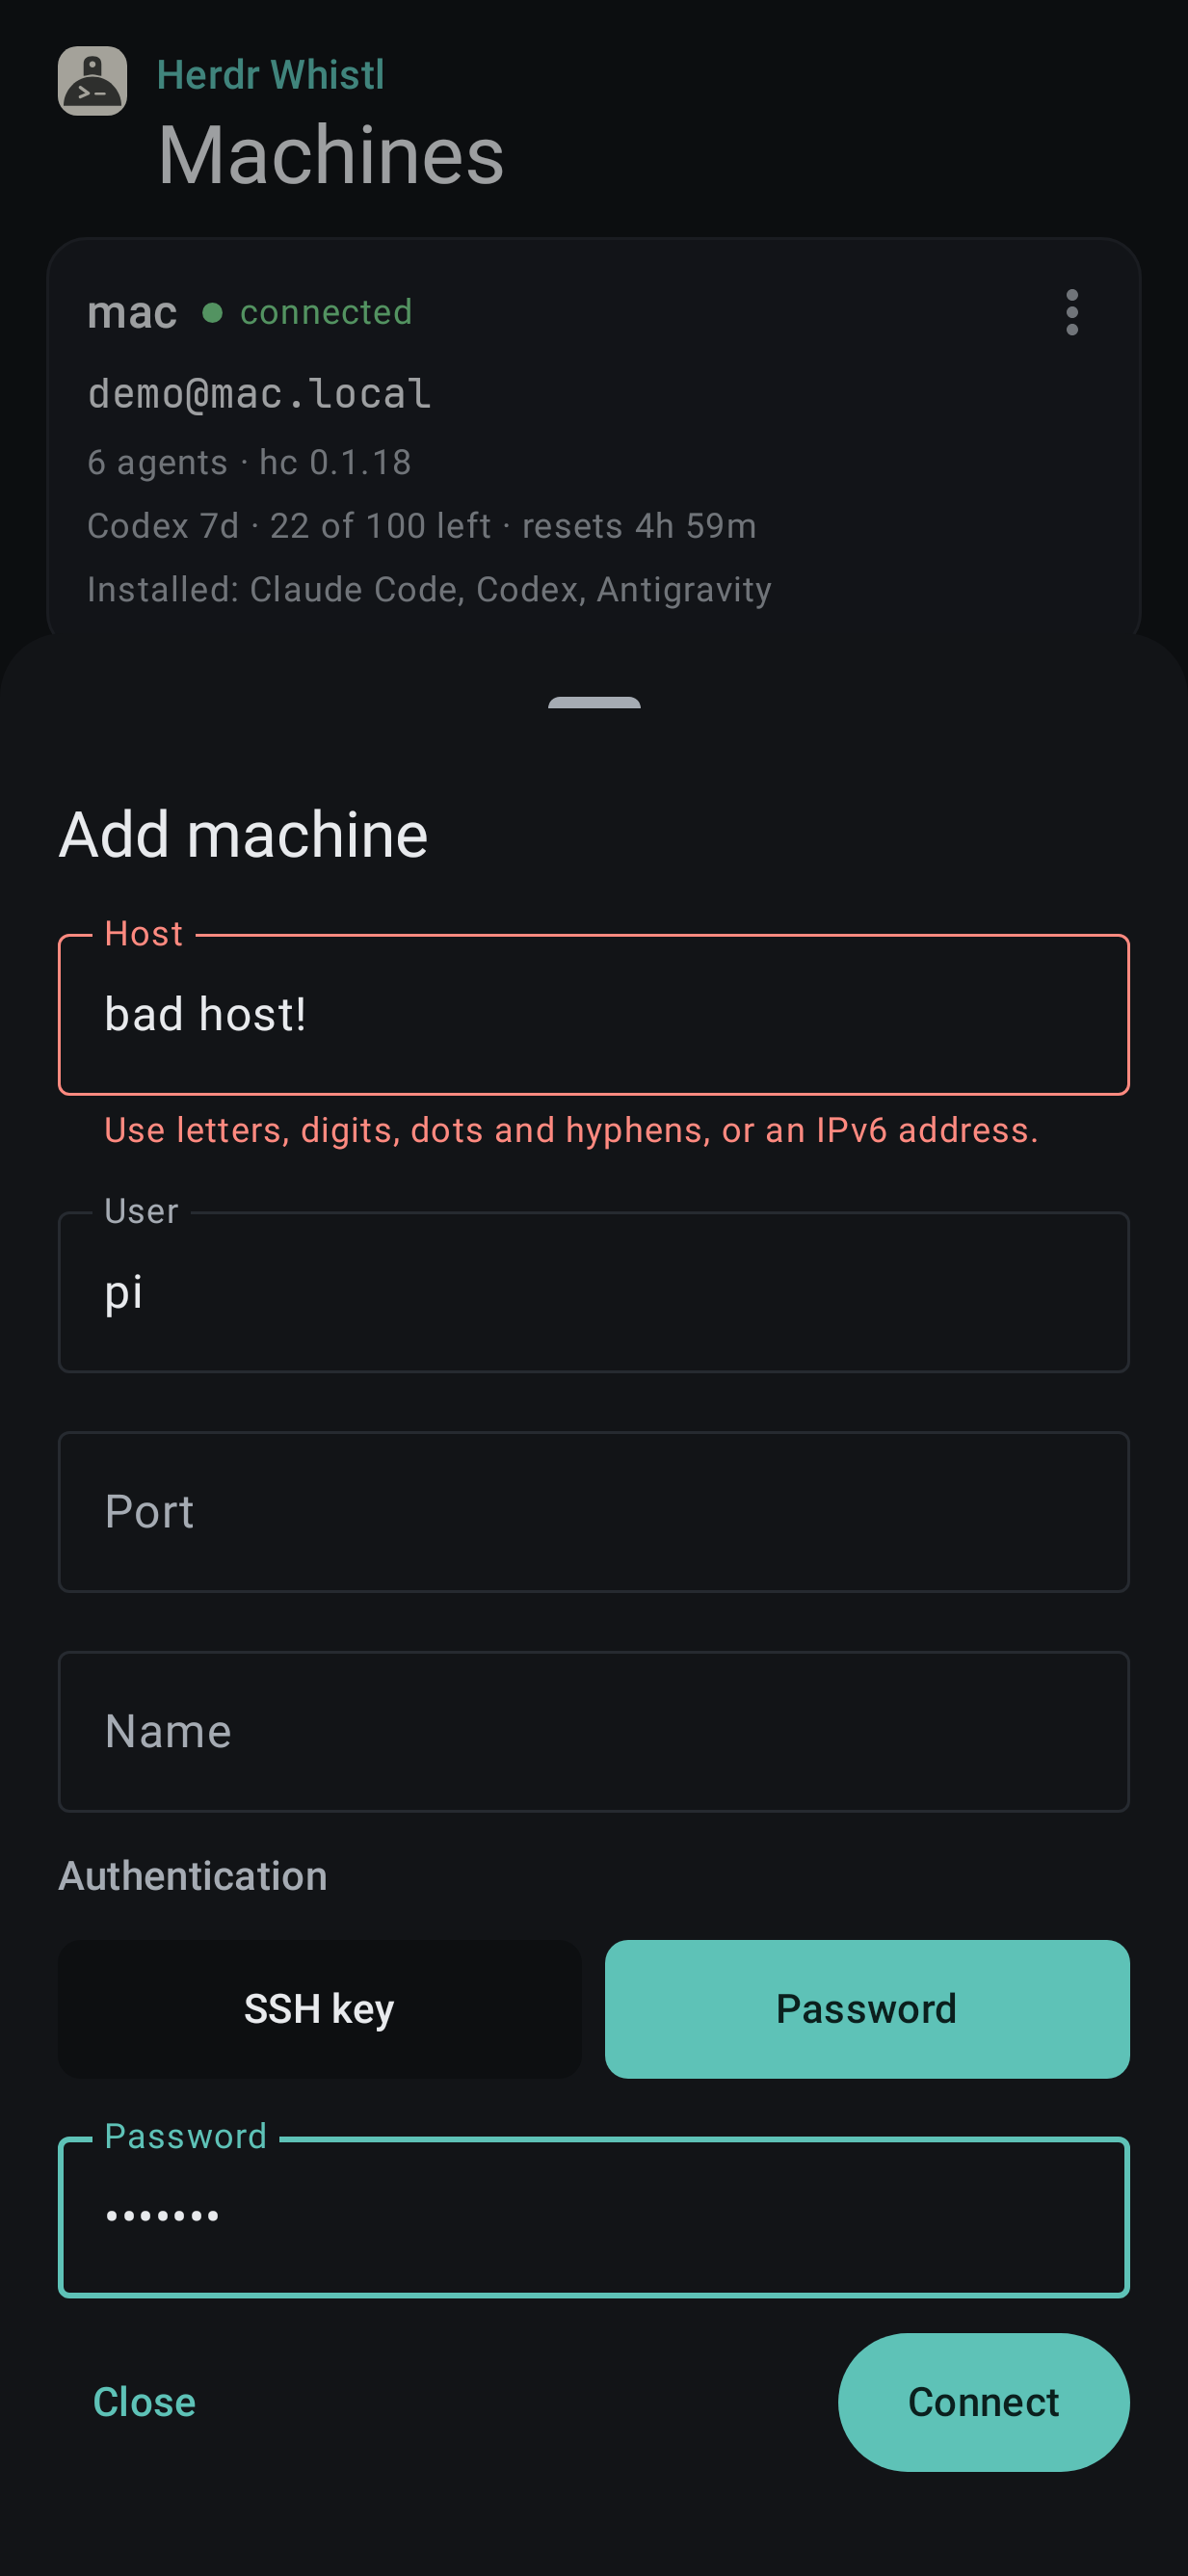 Herdr Whistl
Machines
mac connected
demo@mac.local
6 agents · hc 0.1.18
Codex 7d · 22 of 100 left · resets 4h 59m
Installed: Claude Code, Codex, Antigravity
Add machine
Host
bad host!
Use letters, digits, dots and hyphens, or an IPv6 address.
User
pi
Port
Name
Authentication
SSH key Password
Password
•••••••
Close Connect